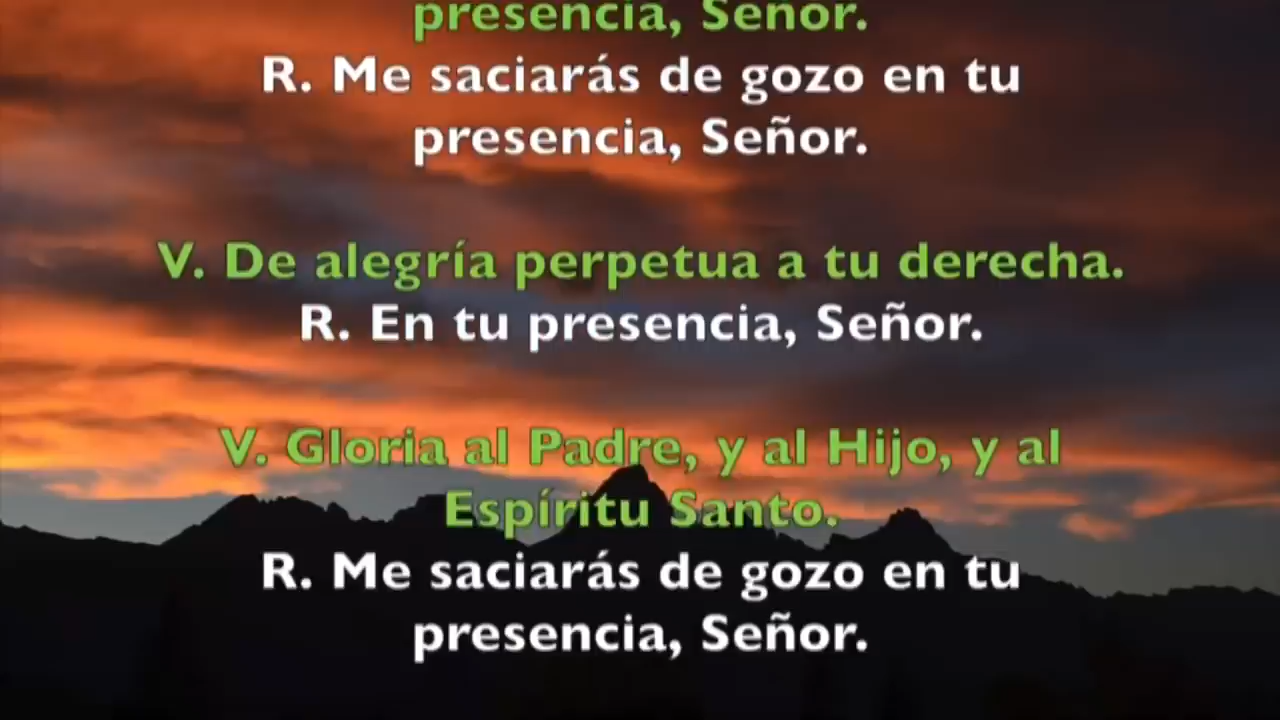 presencia, Señor.
R. Me saciarás de gozo en tu
presencia, Señor.
V. De alegría perpetua a tu derecha.
R. En tu presencia, Señor.
V. Gloria al Padre, y al Hijo, y al
Espíritu Santo.
R. Me saciarás de gozo en tu
presencia, Señor.